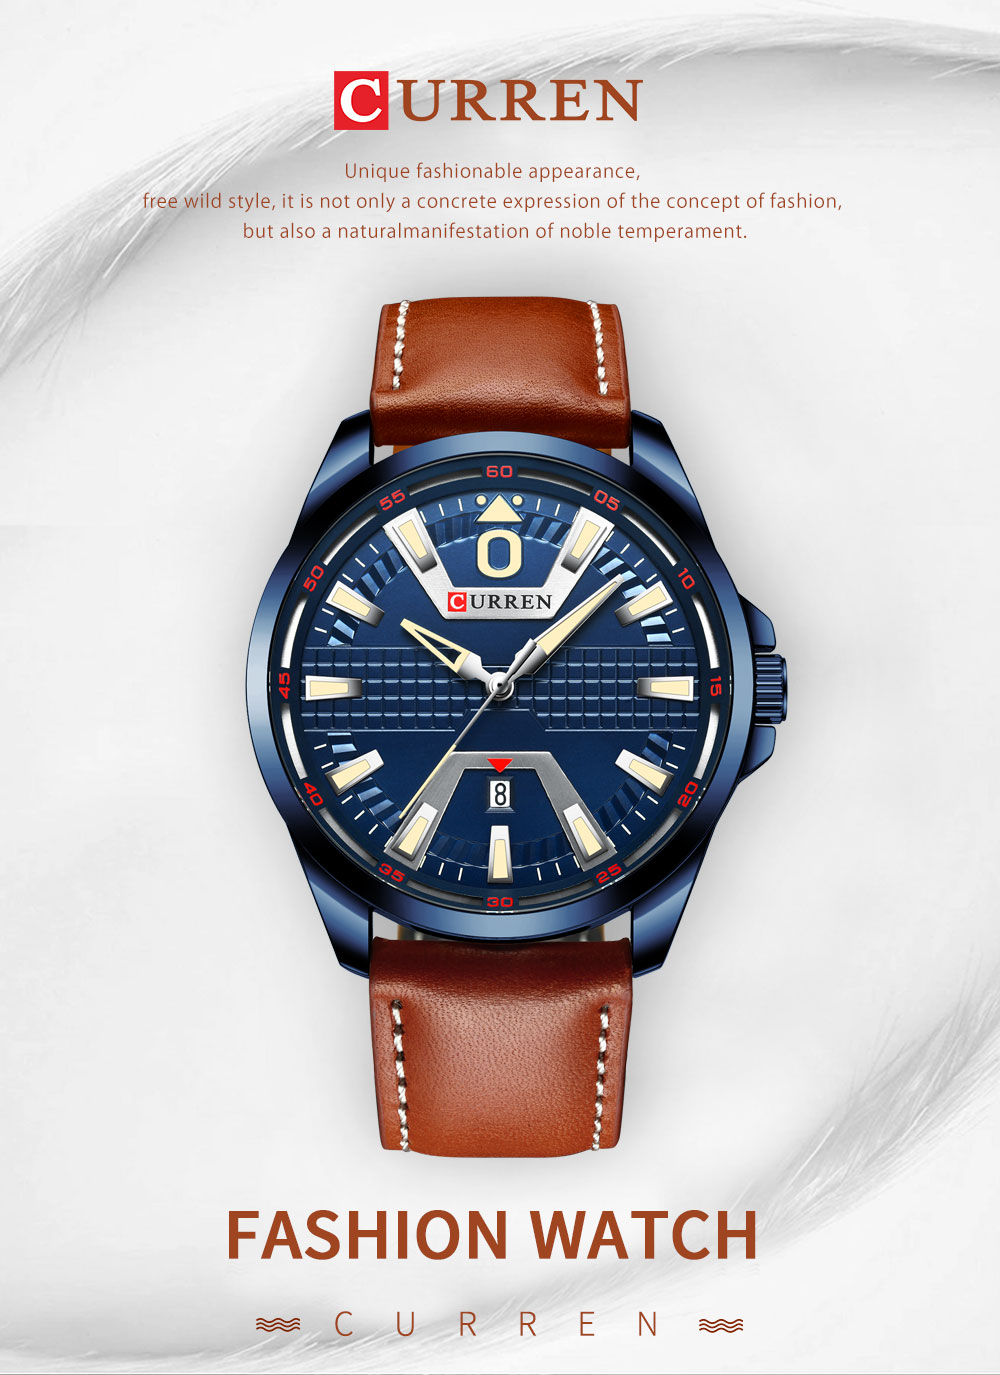 CURREN
Unique fashionable appearance,
free wild style, it is not only a concrete expression of the concept of fashion,
but also a naturalmanifestation of noble temperament.
60
55
05
50
10
O
CURREN
45
15
8
40
20
35
25
30
FASHION WATCH
CURREN